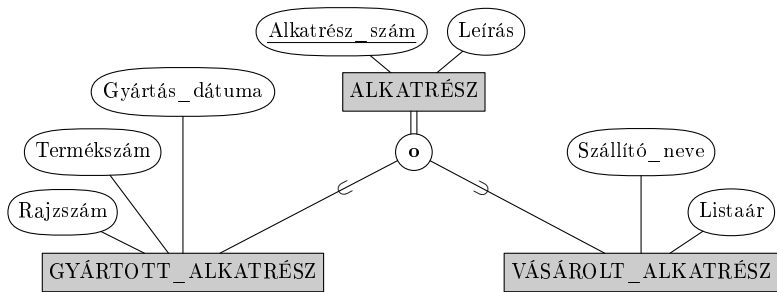 Alkatrész_szám
Leírás
Gyártás_dátuma
ALKATRÉSZ
Termékszám
o
Szállító_neve
Rajzszám
Listaár
GYÁRTOTT_ALKATRÉSZ
VÁSÁROLT_ALKATRÉSZ